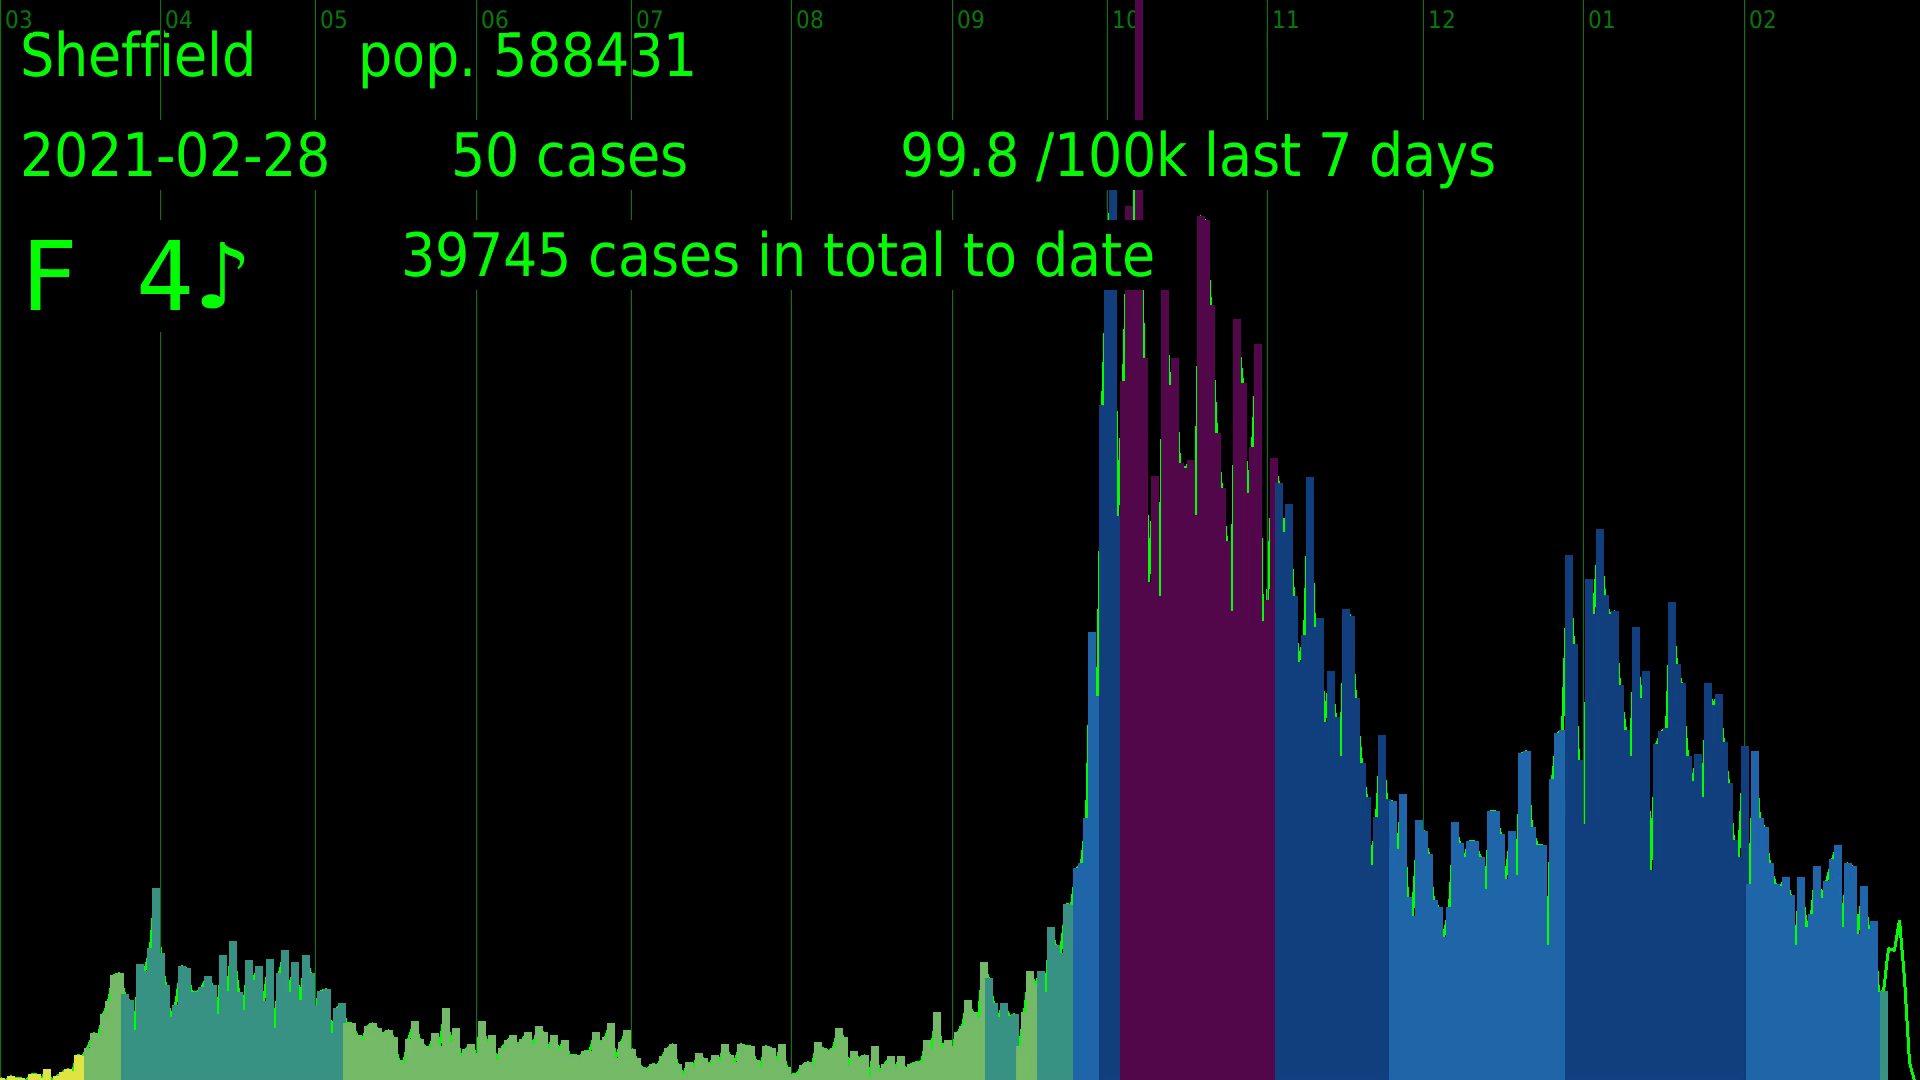 03 04 05 06 07 08 09 10 11 12 01 02
Sheffield pop. 588431
2021-02-28 50 cases 99.8 /100k last 7 days
F 4♪ 39745 cases in total to date